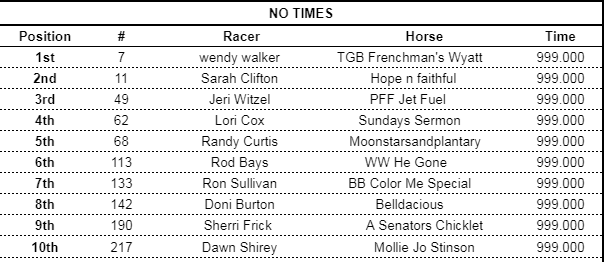 NO TIMES
Position # Racer Horse Time
1st 7 wendy walker TGB Frenchman's Wyatt 999.000
2nd 11 Sarah Clifton Hope n faithful 999.000
3rd 49 Jeri Witzel PFF Jet Fuel 999.000
4th 62 Lori Cox Sundays Sermon 999.000
5th 68 Randy Curtis Moonstarsandplantary 999.000
6th 113 Rod Bays WW He Gone 999.000
7th 133 Ron Sullivan BB Color Me Special 999.000
8th 142 Doni Burton Belldacious 999.000
9th 190 Sherri Frick A Senators Chicklet 999.000
10th 217 Dawn Shirey Mollie Jo Stinson 999.000